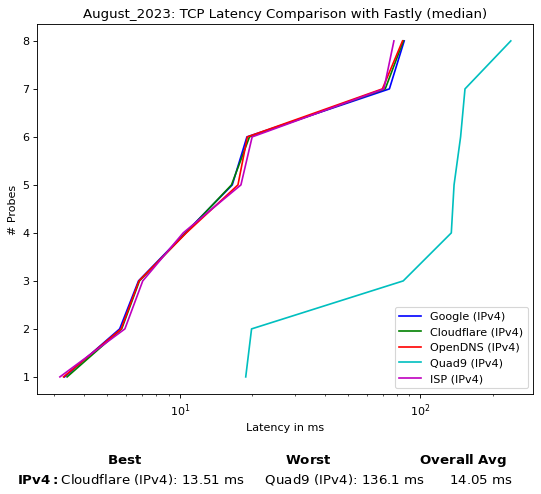 August_2023: TCP Latency Comparison with Fastly (median)
8
7
6
5
4
3
2
1
# Probes
Google (IPv4)
Cloudflare (IPv4)
OpenDNS (IPv4)
Quad9 (IPv4)
ISP (IPv4)
10¹ 10²
Latency in ms
Best Worst Overall Avg
IPv4: Cloudflare (IPv4): 13.51 ms Quad9 (IPv4): 136.1 ms 14.05 ms